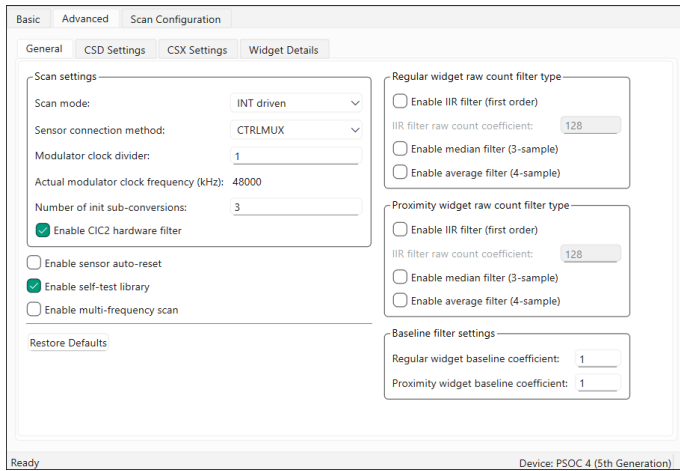 Basic Advanced Scan Configuration
General CSD Settings CSX Settings Widget Details
Scan settings
Scan mode: INT driven
Sensor connection method: CTRLMUX
Modulator clock divider: 1
Actual modulator clock frequency (kHz): 48000
Number of init sub-conversions: 3
Enable CIC2 hardware filter
Enable sensor auto-reset
Enable self-test library
Enable multi-frequency scan
Restore Defaults
Regular widget raw count filter type
Enable IIR filter (first order)
IIR filter raw count coefficient: 128
Enable median filter (3-sample)
Enable average filter (4-sample)
Proximity widget raw count filter type
Enable IIR filter (first order)
IIR filter raw count coefficient: 128
Enable median filter (3-sample)
Enable average filter (4-sample)
Baseline filter settings
Regular widget baseline coefficient: 1
Proximity widget baseline coefficient: 1
Ready Device: PSOC 4 (5th Generation)